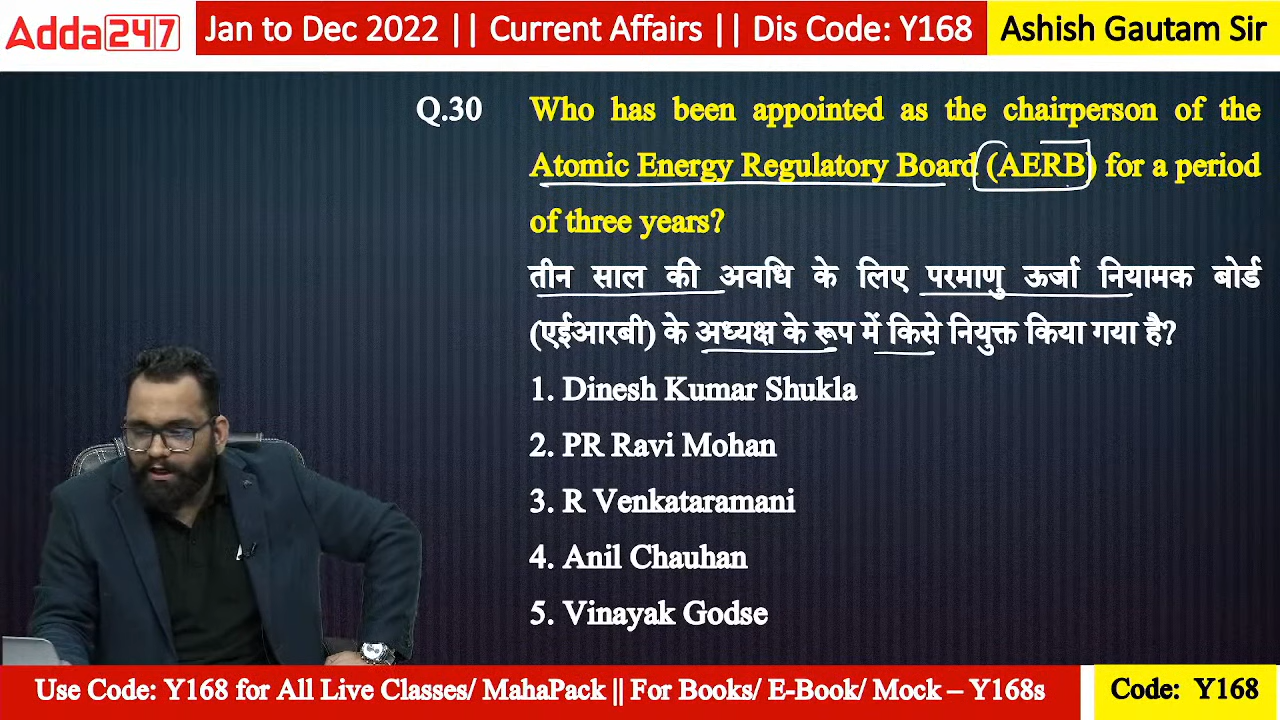 Adda247
Jan to Dec 2022 || Current Affairs || Dis Code: Y168
Ashish Gautam Sir
Q.30
Who has been appointed as the chairperson of the
Atomic Energy Regulatory Board (AERB) for a period
of three years?
तीन साल की अवधि के लिए परमाणु ऊर्जा नियामक बोर्ड
(एईआरबी) के अध्यक्ष के रूप में किसे नियुक्त किया गया है?
1. Dinesh Kumar Shukla
2. PR Ravi Mohan
3. R Venkataramani
4. Anil Chauhan
5. Vinayak Godse
Use Code: Y168 for All Live Classes/ MahaPack || For Books/ E-Book/ Mock – Y168s
Code: Y168